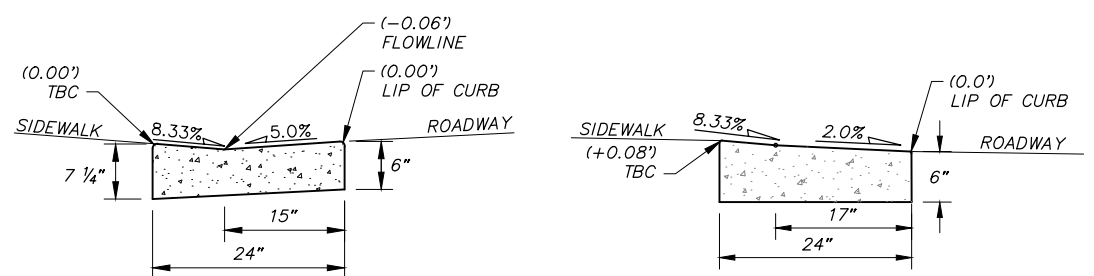 (-0.06')
FLOWLINE
(0.00')
TBC
(0.00')
LIP OF CURB
SIDEWALK
8.33%
5.0%
ROADWAY
7 ¼"
6"
15"
24"
(0.0')
LIP OF CURB
SIDEWALK
8.33%
2.0%
ROADWAY
(+0.08')
TBC
6"
17"
24"